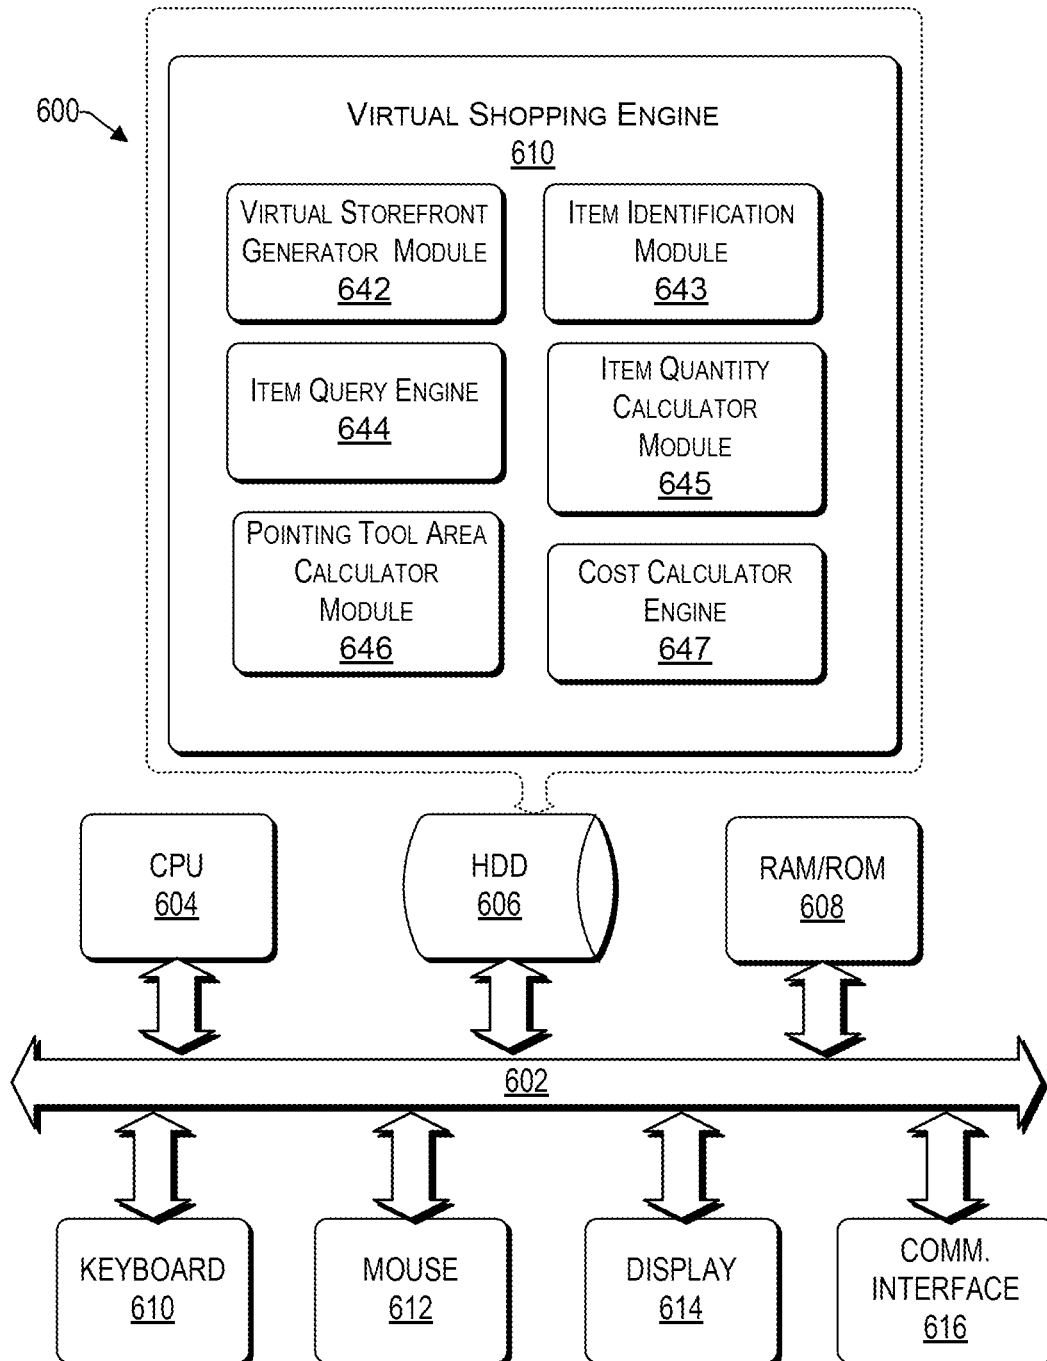 600
VIRTUAL SHOPPING ENGINE
610
VIRTUAL STOREFRONT
GENERATOR MODULE
642
ITEM IDENTIFICATION
MODULE
643
ITEM QUERY ENGINE
644
ITEM QUANTITY
CALCULATOR
MODULE
645
POINTING TOOL AREA
CALCULATOR
MODULE
646
COST CALCULATOR
ENGINE
647
CPU
604
HDD
606
RAM/ROM
608
602
KEYBOARD
610
MOUSE
612
DISPLAY
614
COMM.
INTERFACE
616